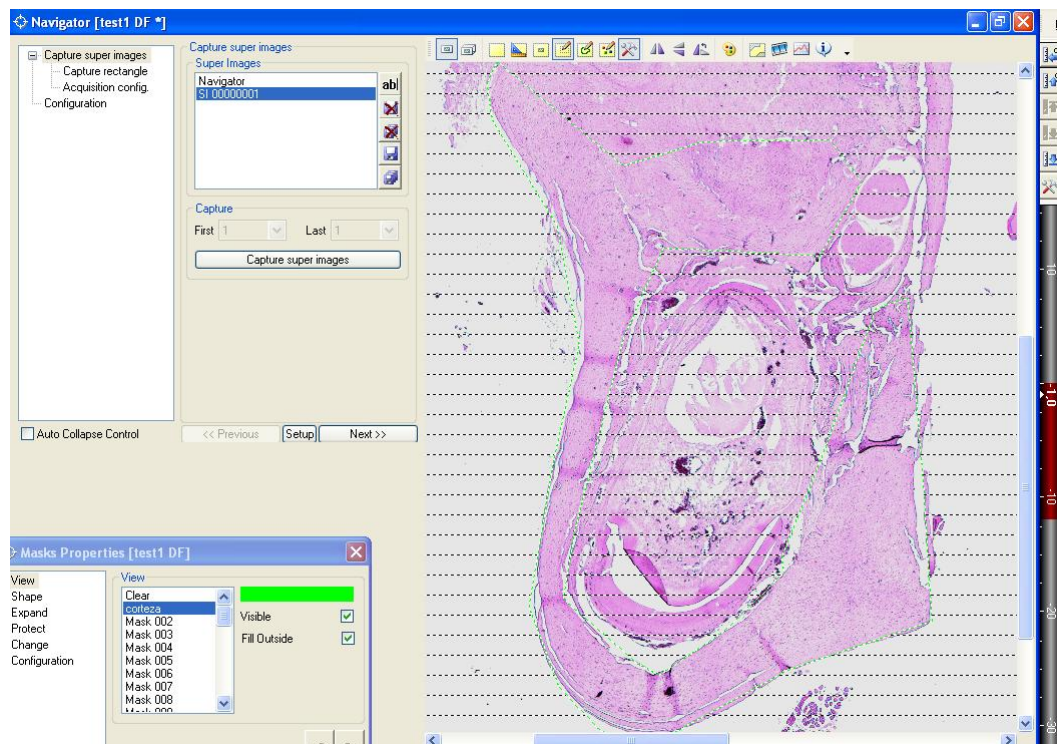 Navigator [test1 DF *]
Capture super images
Capture rectangle
Acquisition config.
Configuration
Capture super images
Super Images
Navigator
SI 00000001
ab|
Capture
First 1 Last 1
Capture super images
Auto Collapse Control
<< Previous Setup Next >>
Masks Properties [test1 DF]
View
Shape
Expand
Protect
Change
Configuration
View
Clear
corteza
Mask 002
Mask 003
Mask 004
Mask 005
Mask 006
Mask 007
Mask 008
Visible
Fill Outside
10
-1,0
-10
-20
-30